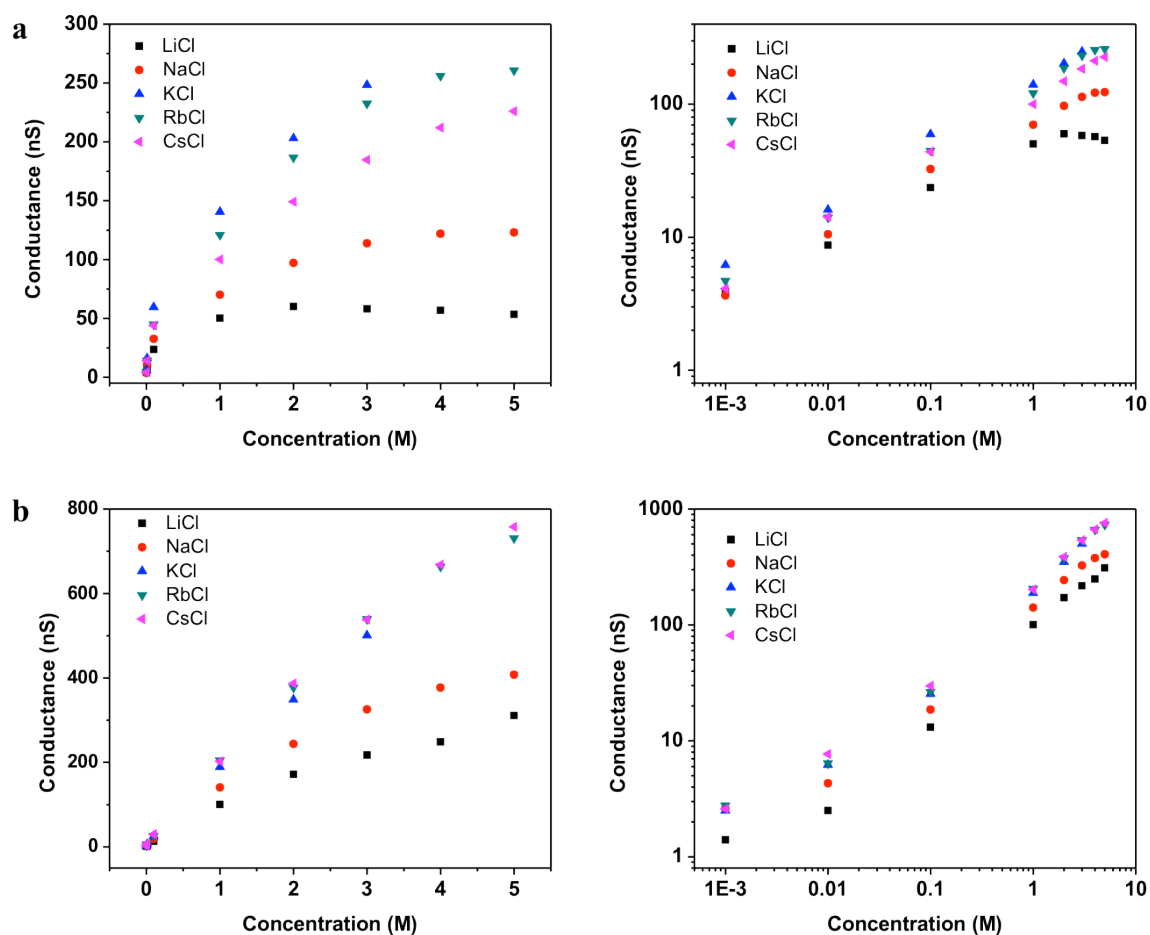 a
300
250
200
150
100
50
0
Conductance (nS)
LiCl
NaCl
KCl
RbCl
CsCl
0 1 2 3 4 5
Concentration (M)
100
10
1
Conductance (nS)
LiCl
NaCl
KCl
RbCl
CsCl
1E-3 0.01 0.1 1 10
Concentration (M)
b
800
600
400
200
0
Conductance (nS)
LiCl
NaCl
KCl
RbCl
CsCl
0 1 2 3 4 5
Concentration (M)
1000
100
10
1
Conductance (nS)
LiCl
NaCl
KCl
RbCl
CsCl
1E-3 0.01 0.1 1 10
Concentration (M)